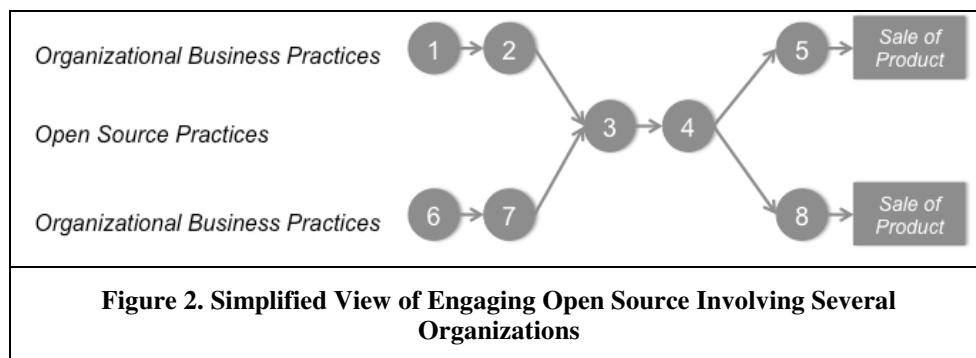 Organizational Business Practices
1
2
5
Sale of
Product
Open Source Practices
3
4
Organizational Business Practices
6
7
8
Sale of
Product
Figure 2. Simplified View of Engaging Open Source Involving Several
Organizations